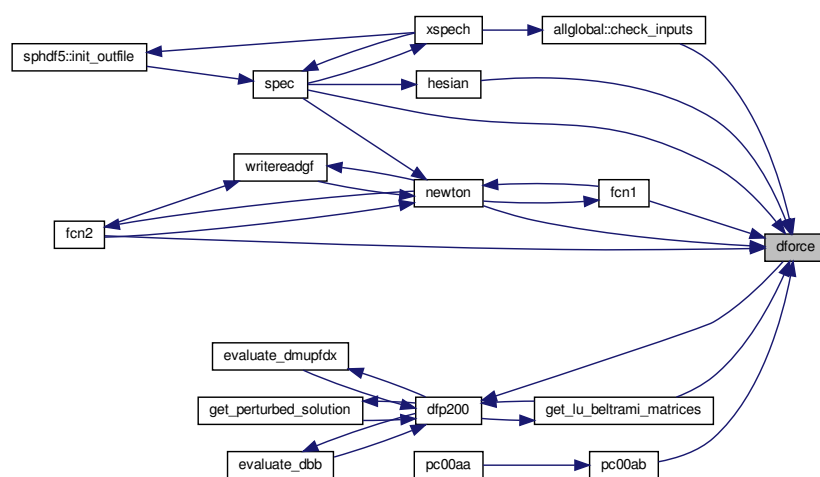 xspech
allglobal::check_inputs
sphdf5::init_outfile
spec
hesian
writereadgf
newton
fcn1
fcn2
dforce
evaluate_dmupfdx
get_perturbed_solution
dfp200
get_lu_beltrami_matrices
evaluate_dbb
pc00aa
pc00ab